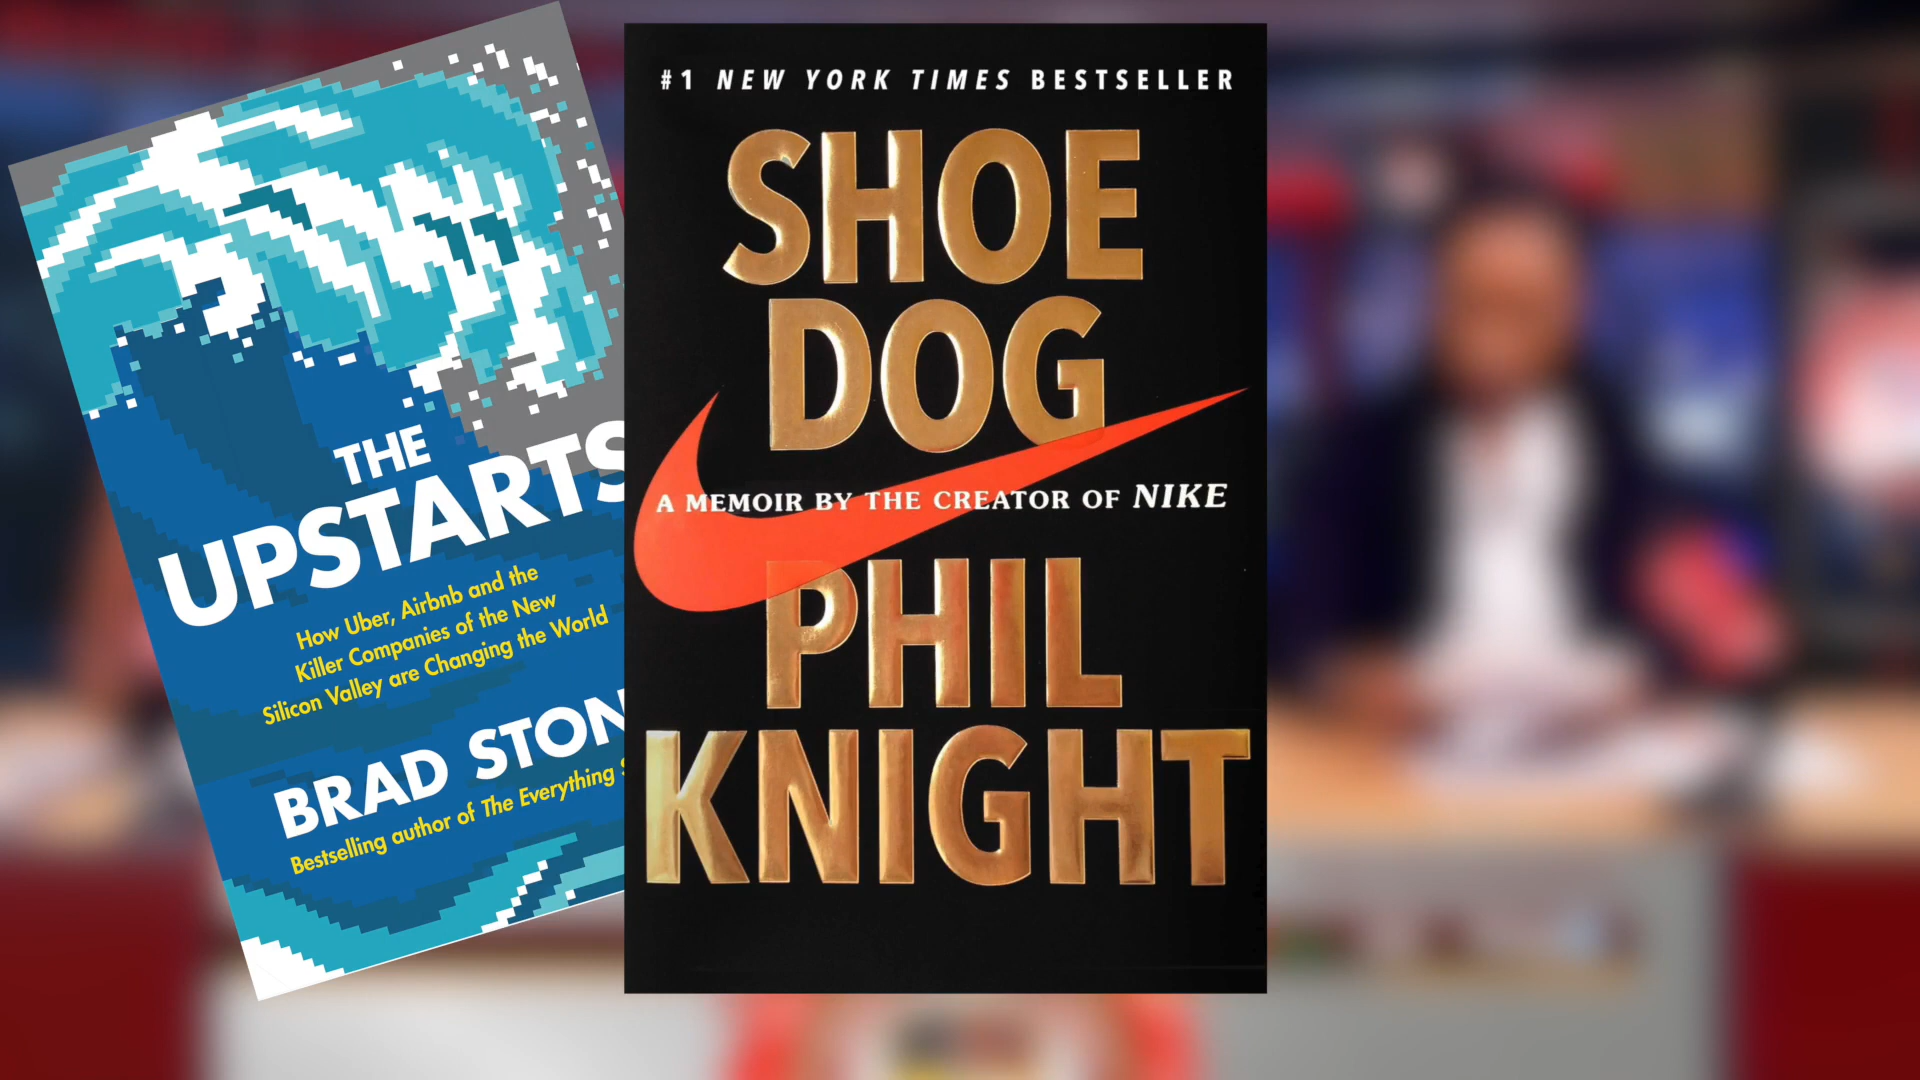 THE
UPSTARTS
How Uber, Airbnb and the
Killer Companies of the New
Silicon Valley are Changing the World
BRAD STON
Bestselling author of The Everything
#1 NEW YORK TIMES BESTSELLER
SHOE
DOG
A MEMOIR BY THE CREATOR OF NIKE
PHIL
KNIGHT